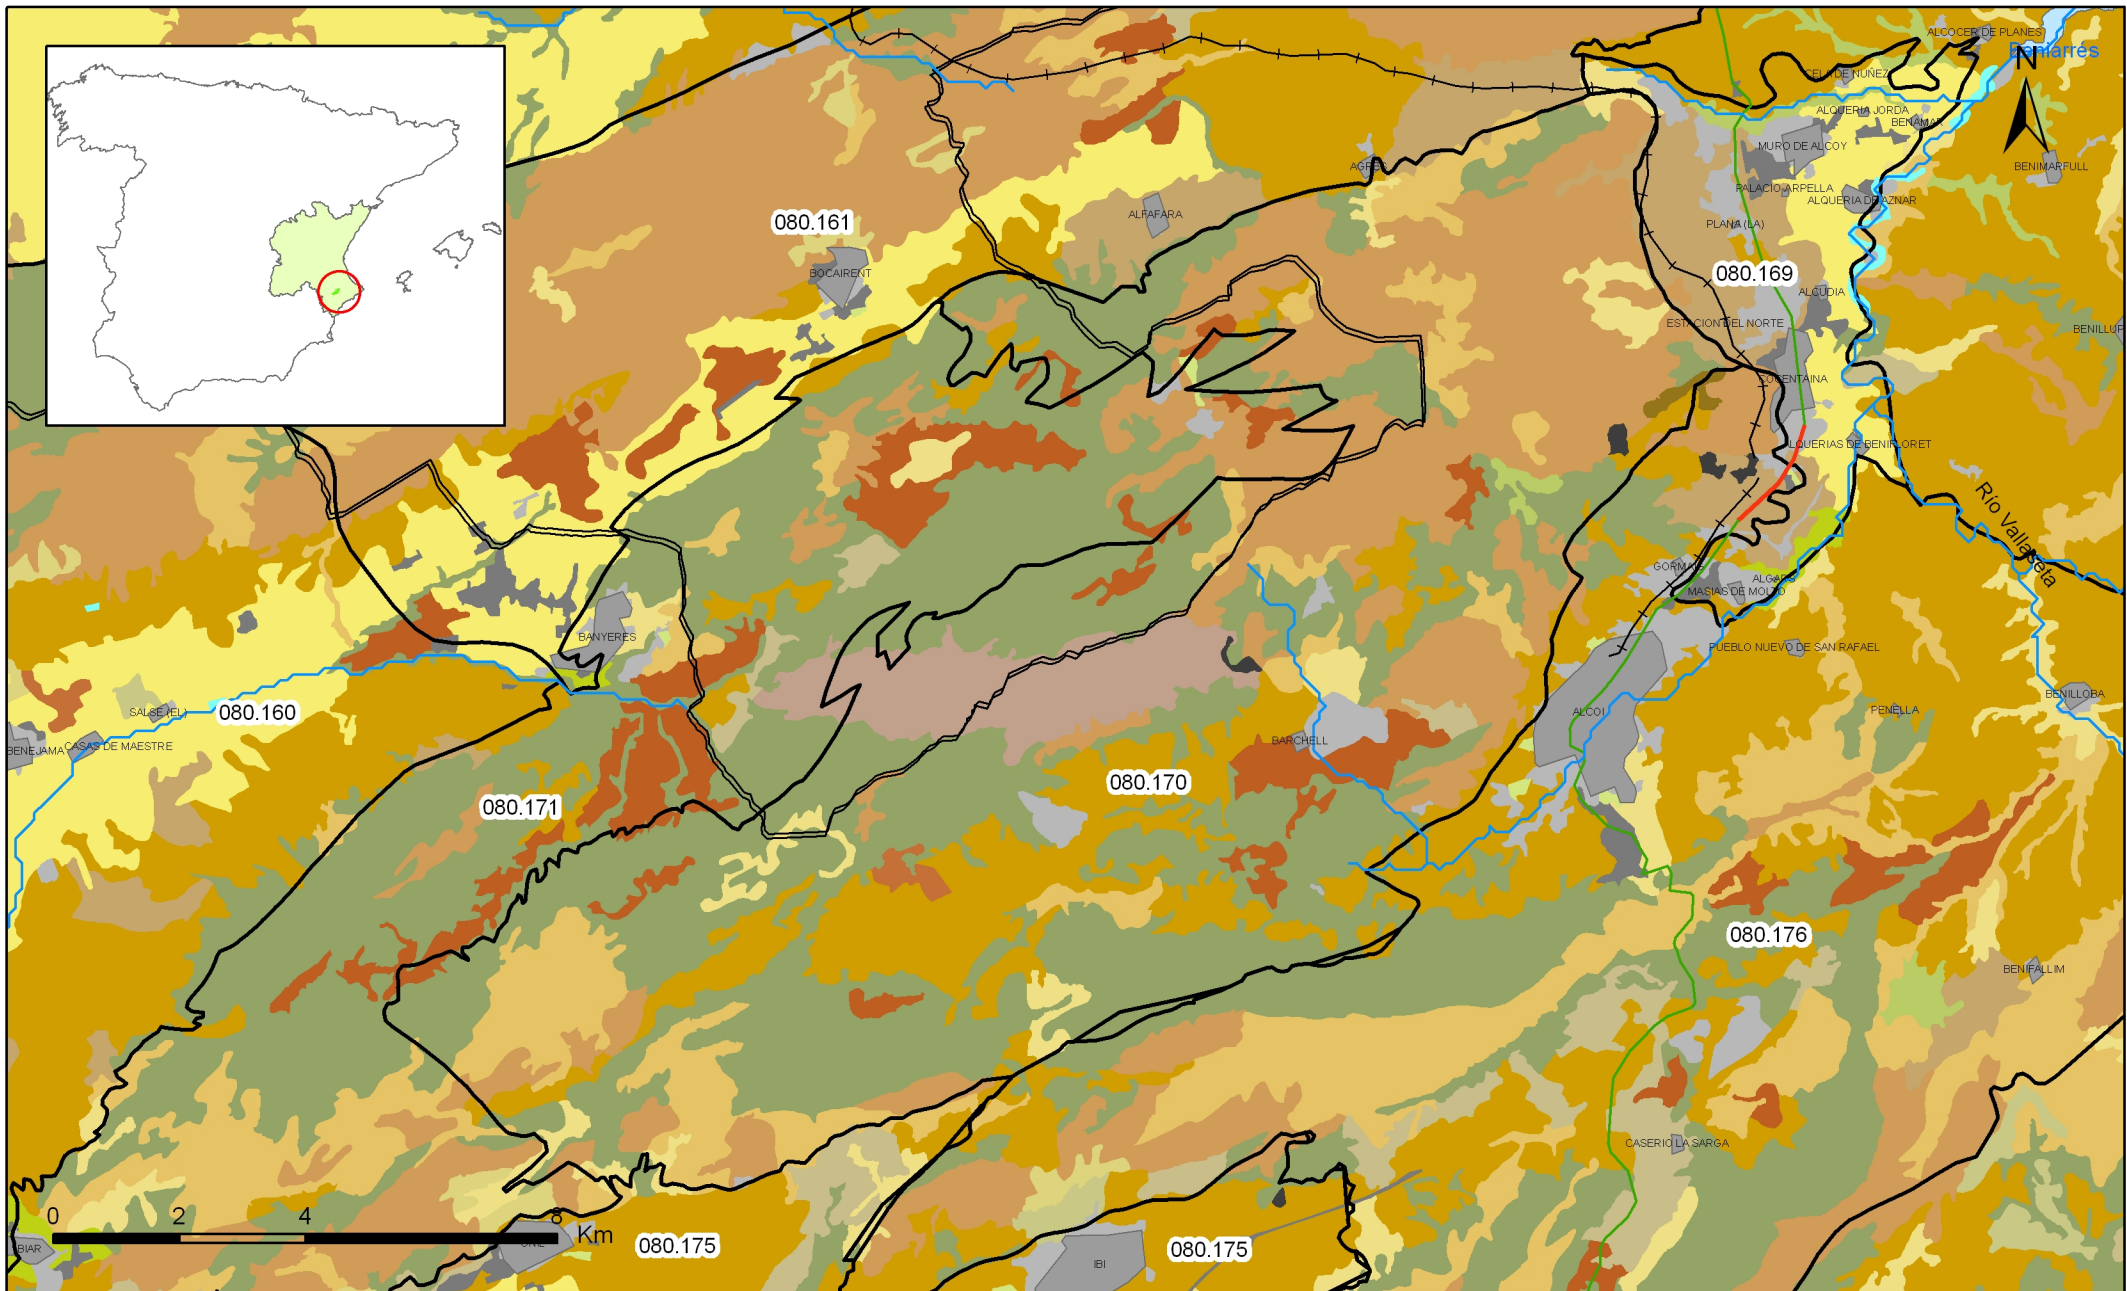 ALCOCER DE PLANES
Beniarrés
N
CELA DE NUÑEZ
ALQUERIA JORDA
BENAMAR
MURO DE ALCOY
AGRES
BENIMARFULL
PALACIO ARPELLA
ALQUERIA DE AZNAR
ALFAFARA
080.161
PLANA (LA)
BOCAIRENT
080.169
ALCUDIA
ESTACION DEL NORTE
BENILLUP
COCENTAINA
ALQUERIAS DE BENIFLORET
Río Vallaseta
GORMAIG
ALGARS
MASIAS DE MOLTO
BANYERES
PUEBLO NUEVO DE SAN RAFAEL
BENILLOBA
SALSE (EL)
080.160
ALCOI
PENELLA
BENEJAMA
CASAS DE MAESTRE
BARCHELL
080.170
080.171
080.176
BENIFALLIM
CASERIO LA SARGA
0 2 4 8
Km
BIAR
ONIL
080.175
080.175
IBI